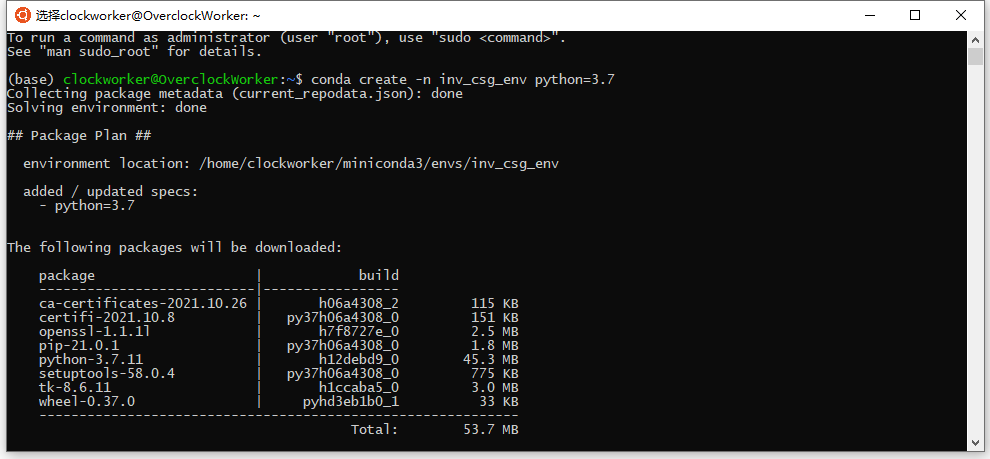 选择clockworker@OverclockWorker: ~
To run a command as administrator (user "root"), use "sudo <command>".
See "man sudo_root" for details.
(base) clockworker@OverclockWorker:~$ conda create -n inv_csg_env python=3.7
Collecting package metadata (current_repodata.json): done
Solving environment: done
## Package Plan ##
  environment location: /home/clockworker/miniconda3/envs/inv_csg_env
  added / updated specs:
    - python=3.7
The following packages will be downloaded:
    package                    |            build
    ---------------------------|-----------------
    ca-certificates-2021.10.26 |       h06a4308_2         115 KB
    certifi-2021.10.8          |   py37h06a4308_0         151 KB
    openssl-1.1.1l             |       h7f8727e_0         2.5 MB
    pip-21.0.1                 |   py37h06a4308_0         1.8 MB
    python-3.7.11              |       h12debd9_0        45.3 MB
    setuptools-58.0.4          |   py37h06a4308_0         775 KB
    tk-8.6.11                  |       h1ccaba5_0         3.0 MB
    wheel-0.37.0               |     pyhd3eb1b0_1          33 KB
    ------------------------------------------------------------
                                           Total:        53.7 MB